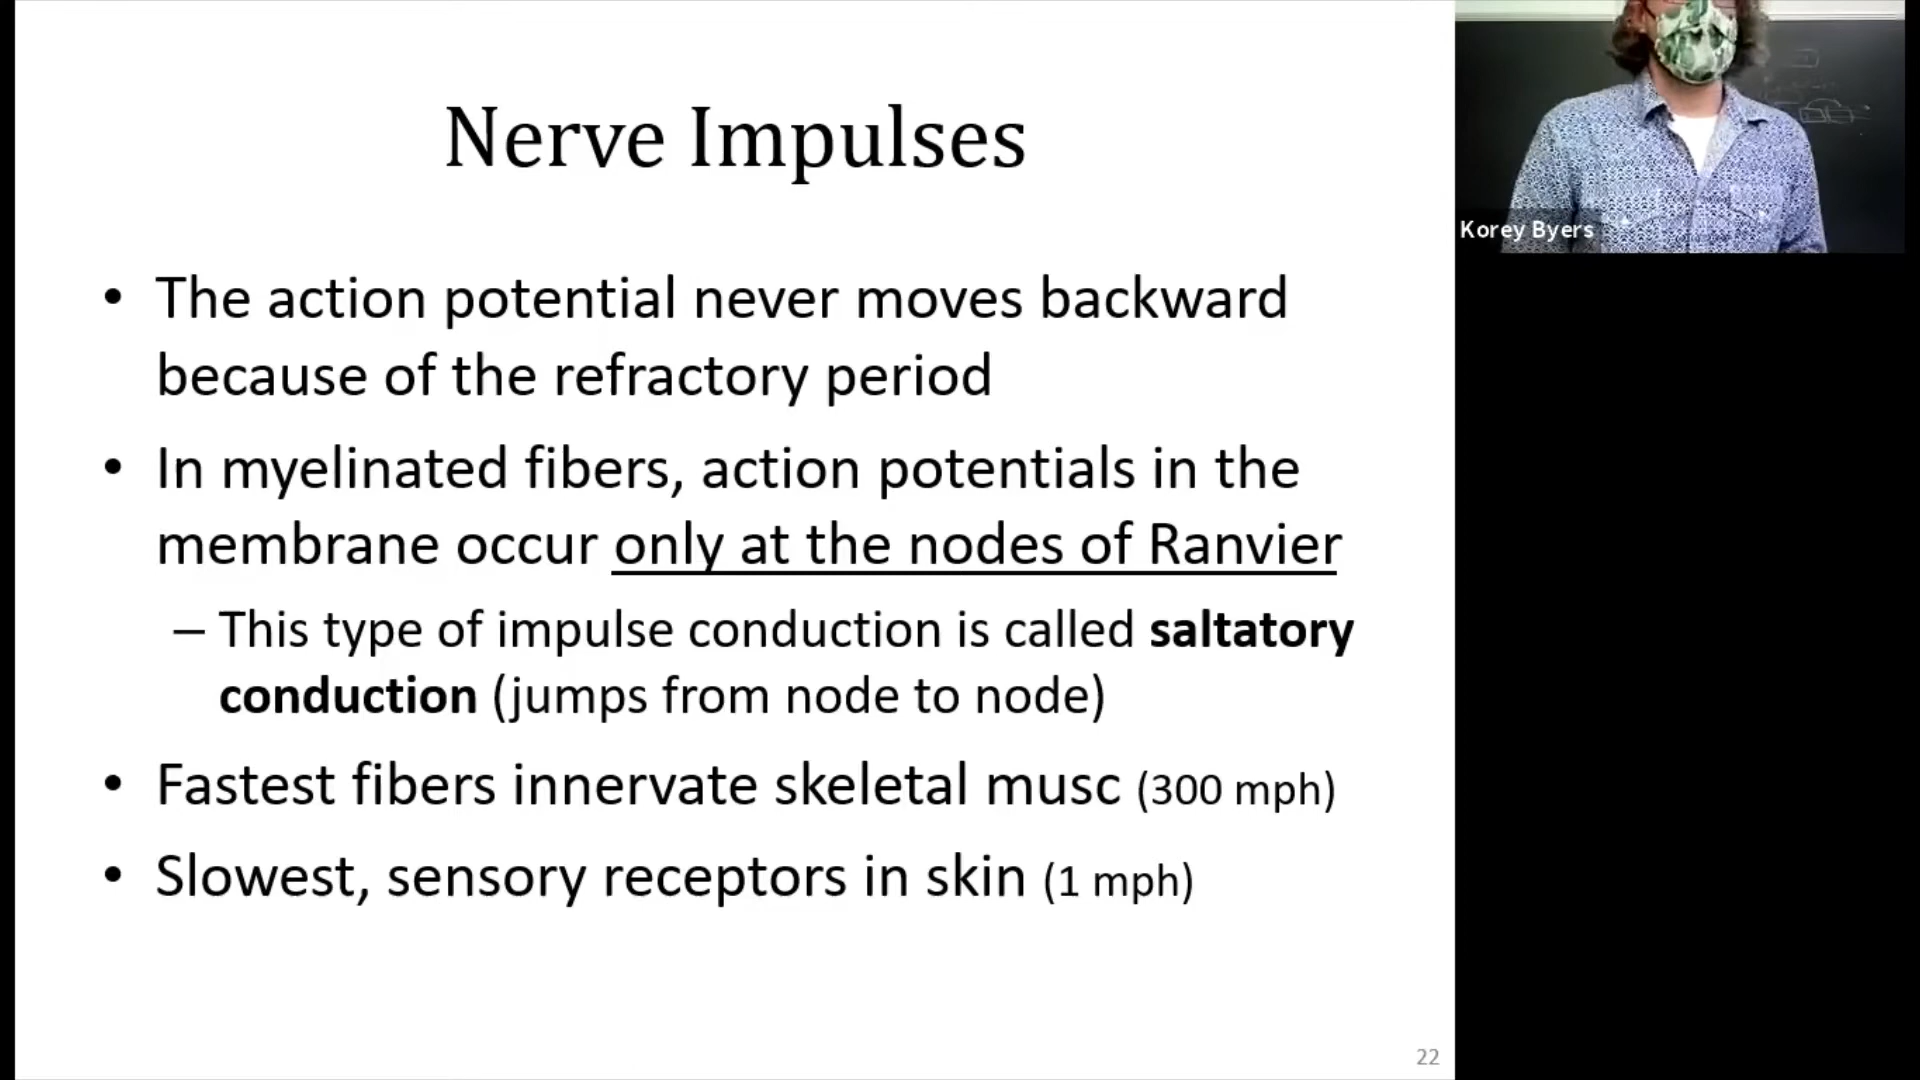 Nerve Impulses
• The action potential never moves backward
because of the refractory period
• In myelinated fibers, action potentials in the
membrane occur only at the nodes of Ranvier
– This type of impulse conduction is called saltatory
conduction (jumps from node to node)
• Fastest fibers innervate skeletal musc (300 mph)
• Slowest, sensory receptors in skin (1 mph)
22
Korey Byers